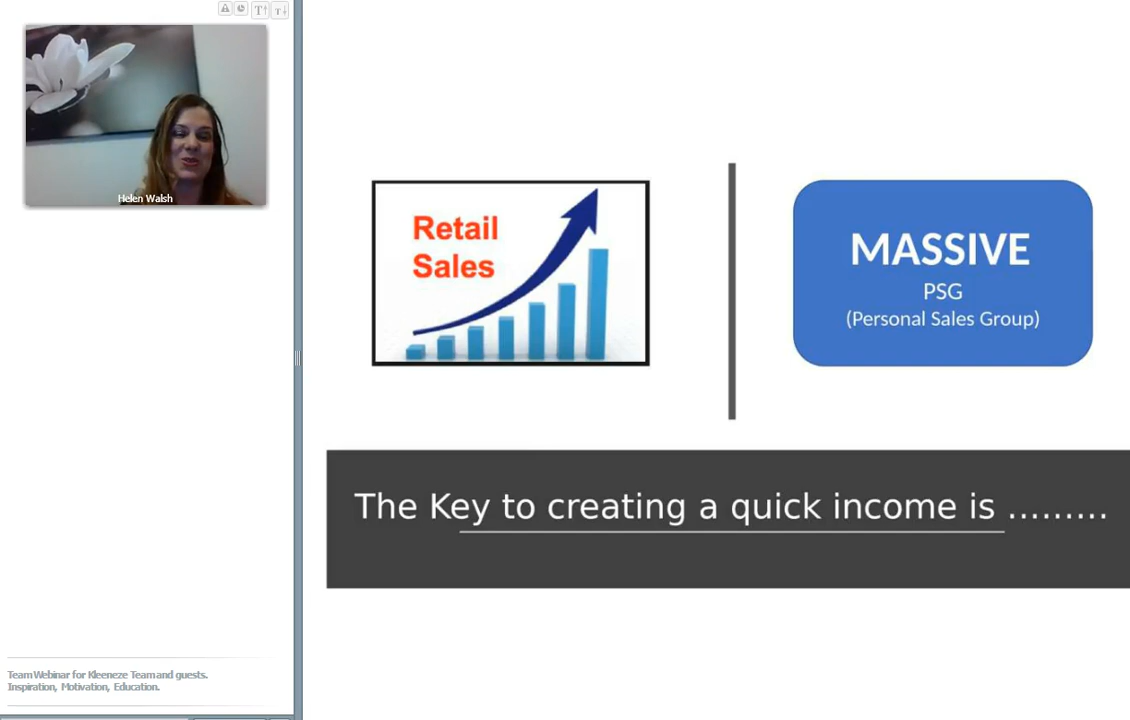 T↑ T↓
Helen Walsh
Retail
Sales
MASSIVE
PSG
(Personal Sales Group)
The Key to creating a quick income is .........
Team Webinar for Kleeneze Team and guests.
Inspiration, Motivation, Education.